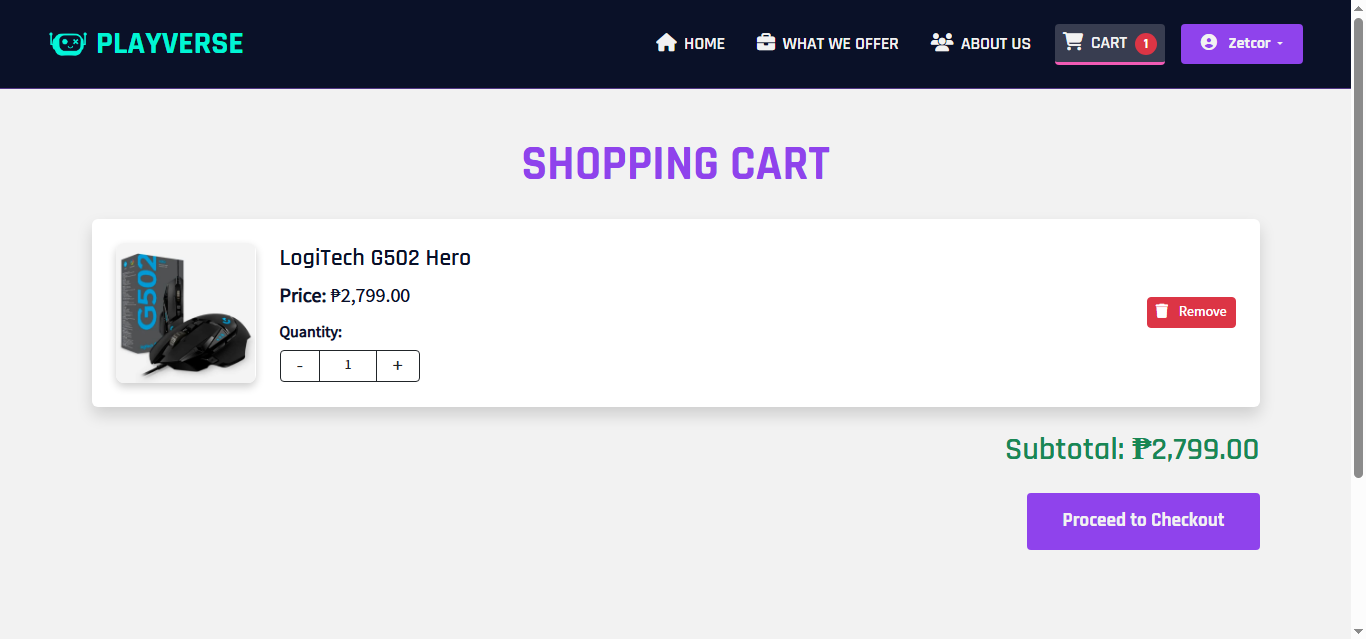 PLAYVERSE
HOME
WHAT WE OFFER
ABOUT US
CART 1
Zetcor
SHOPPING CART
G502
LogiTech G502 Hero
Price: ₱2,799.00
Quantity:
- 1 +
Remove
Subtotal: ₱2,799.00
Proceed to Checkout